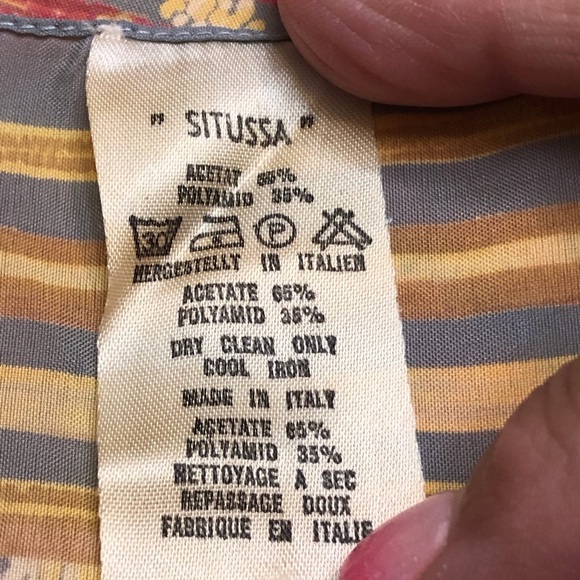 " SITUSSA "
ACETAT 65%
POLYAMID 35%
30 P
HERGESTELLT IN ITALIEN
ACETATE 65%
POLYAMID 35%
DRY CLEAN ONLY
COOL IRON
MADE IN ITALY
ACETATE 65%
POLYAMID 35%
NETTOYAGE A SEC
REPASSAGE DOUX
FABRIQUE EN ITALIE